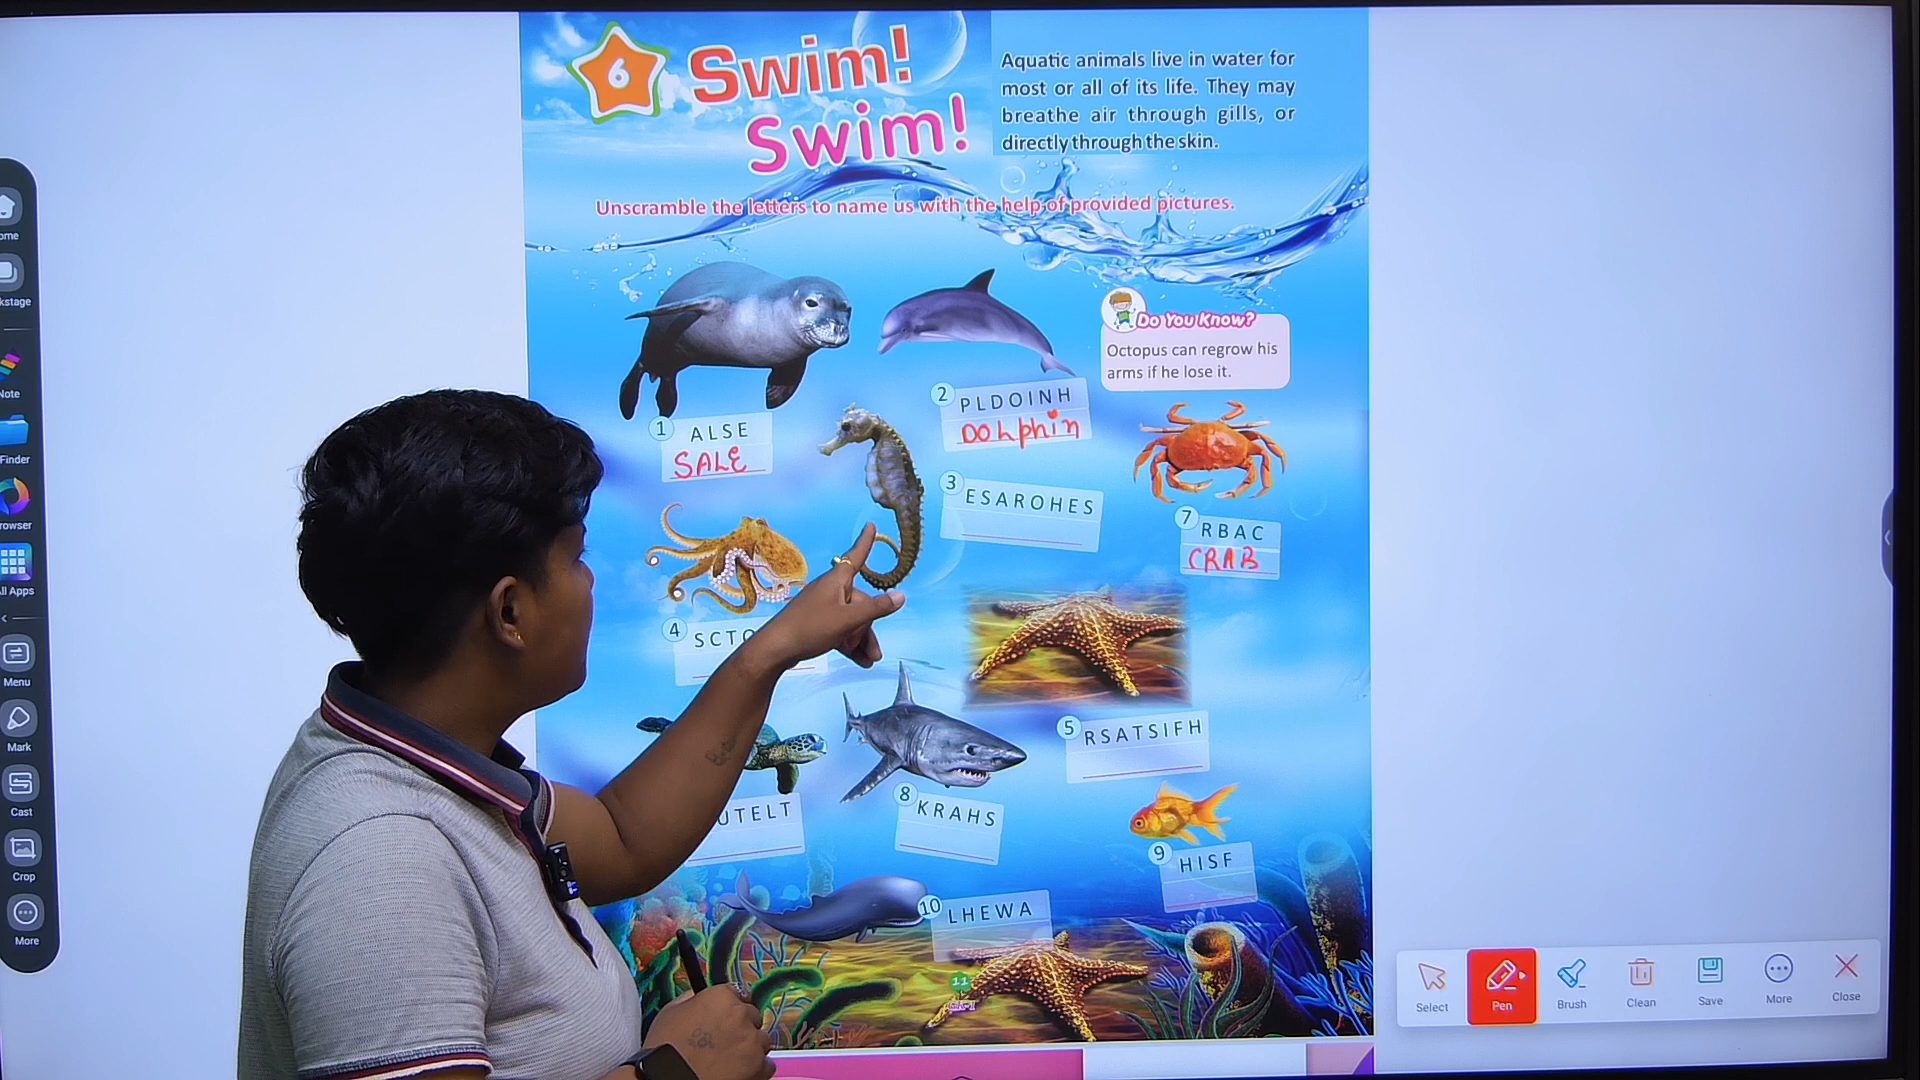 6
Swim!
Swim!
Aquatic animals live in water for
most or all of its life. They may
breathe air through gills, or
directly through the skin.
Unscramble the letters to name us with the help of provided pictures.
Do You Know?
Octopus can regrow his
arms if he lose it.
1 ALSE
SALE
2 PLDOINH
DOLphin
3 ESAROHES
7 RBAC
CRAB
4 SCTO
5 RSATSIFH
UTELT
8 KRAHS
9 HISF
10 LHEWA
11
GK-1
ome
kstage
Note
Finder
rowser
ll Apps
Menu
Mark
Cast
Crop
More
Select
Pen
Brush
Clean
Save
More
Close